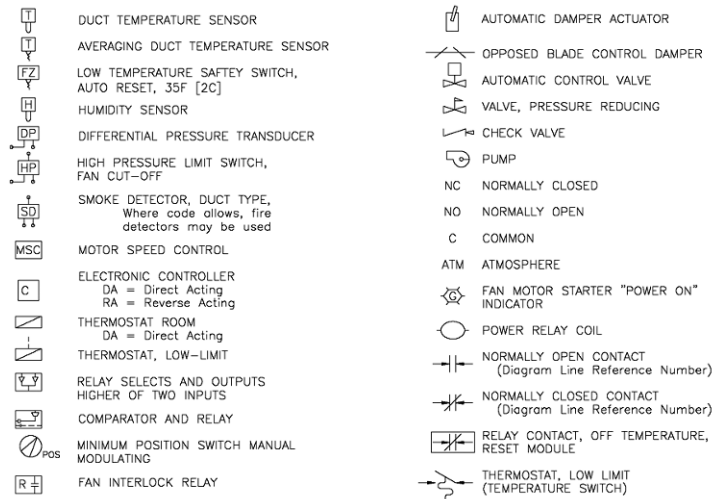 T DUCT TEMPERATURE SENSOR
T AVERAGING DUCT TEMPERATURE SENSOR
FZ LOW TEMPERATURE SAFTEY SWITCH,
AUTO RESET, 35F [2C]
H HUMIDITY SENSOR
DP DIFFERENTIAL PRESSURE TRANSDUCER
HP HIGH PRESSURE LIMIT SWITCH,
FAN CUT-OFF
SD SMOKE DETECTOR, DUCT TYPE,
Where code allows, fire
detectors may be used
MSC MOTOR SPEED CONTROL
C ELECTRONIC CONTROLLER
DA = Direct Acting
RA = Reverse Acting
THERMOSTAT ROOM
DA = Direct Acting
THERMOSTAT, LOW-LIMIT
RELAY SELECTS AND OUTPUTS
HIGHER OF TWO INPUTS
COMPARATOR AND RELAY
POS MINIMUM POSITION SWITCH MANUAL
MODULATING
R FAN INTERLOCK RELAY
AUTOMATIC DAMPER ACTUATOR
OPPOSED BLADE CONTROL DAMPER
AUTOMATIC CONTROL VALVE
VALVE, PRESSURE REDUCING
CHECK VALVE
PUMP
NC NORMALLY CLOSED
NO NORMALLY OPEN
C COMMON
ATM ATMOSPHERE
G FAN MOTOR STARTER "POWER ON"
INDICATOR
POWER RELAY COIL
NORMALLY OPEN CONTACT
(Diagram Line Reference Number)
NORMALLY CLOSED CONTACT
(Diagram Line Reference Number)
RELAY CONTACT, OFF TEMPERATURE,
RESET MODULE
THERMOSTAT, LOW LIMIT
(TEMPERATURE SWITCH)